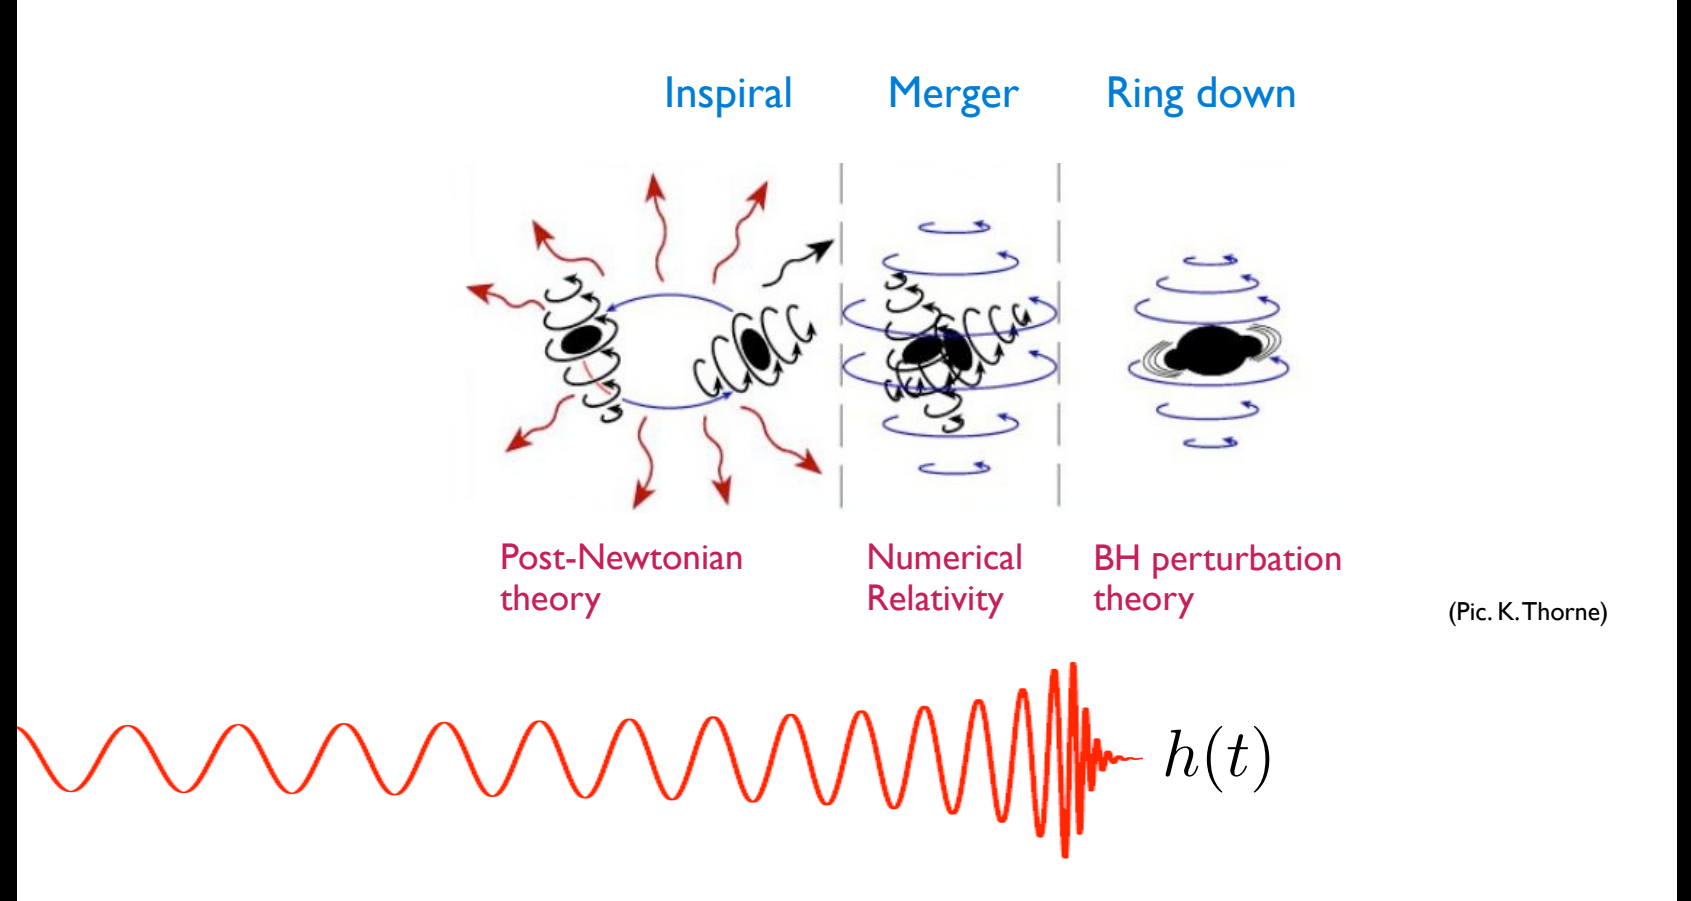 Inspiral
Merger
Ring down
Post-Newtonian
theory
Numerical
Relativity
BH perturbation
theory
(Pic. K. Thorne)
h(t)